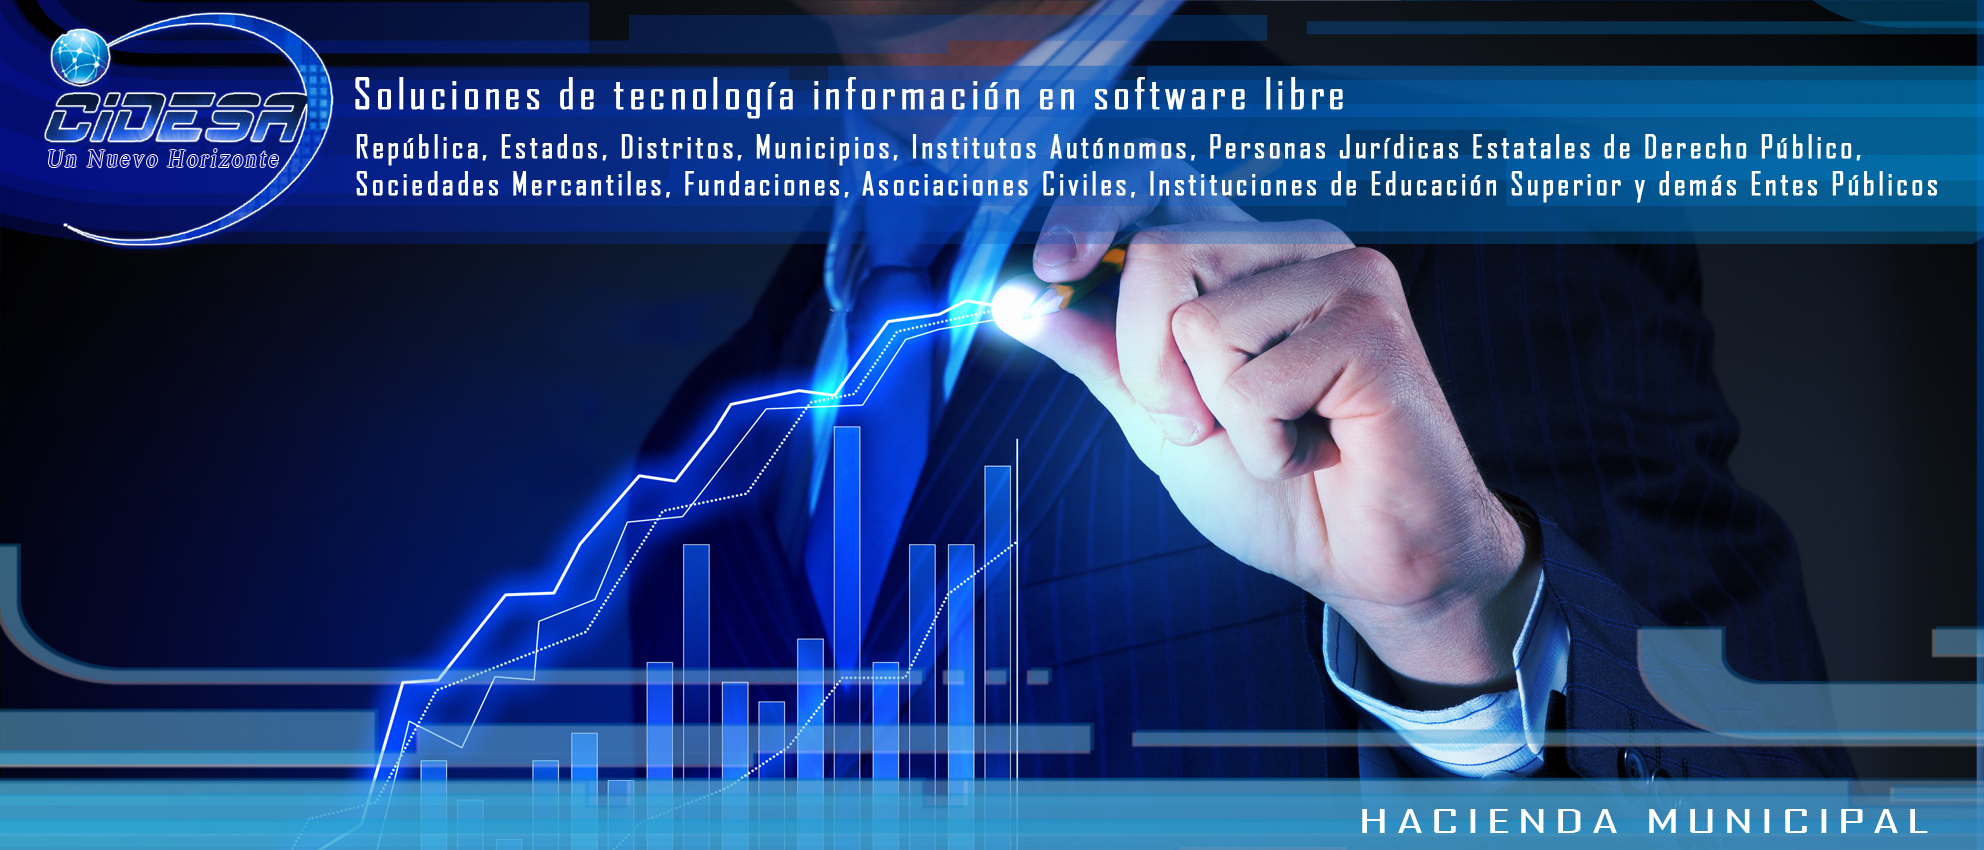 CiDESA
Un Nuevo Horizonte
Soluciones de tecnología información en software libre
República, Estados, Distritos, Municipios, Institutos Autónomos, Personas Jurídicas Estatales de Derecho Público,
Sociedades Mercantiles, Fundaciones, Asociaciones Civiles, Instituciones de Educación Superior y demás Entes Públicos
HACIENDA MUNICIPAL